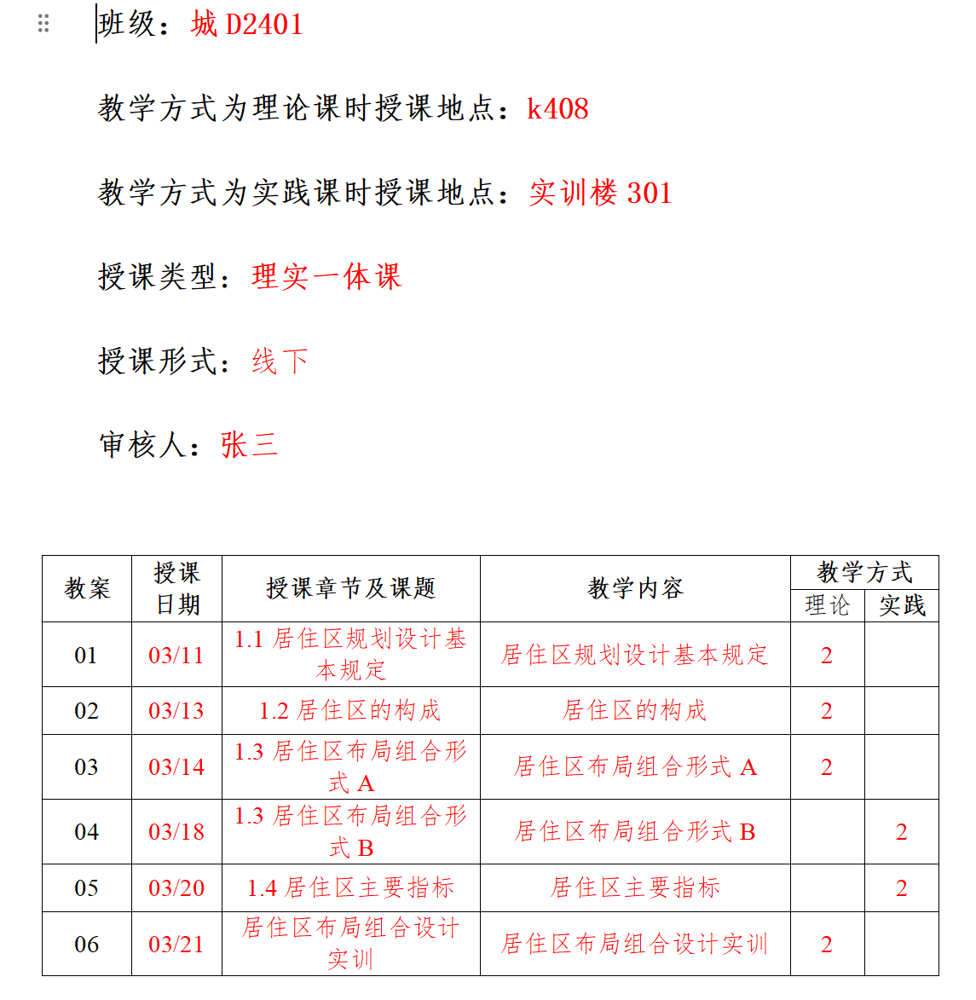 班级：城 D2401
教学方式为理论课时授课地点：k408
教学方式为实践课时授课地点：实训楼 301
授课类型：理实一体课
授课形式：线下
审核人：张三
教案 授课日期 授课章节及课题 教学内容 教学方式
理论 实践
01 03/11 1.1 居住区规划设计基本规定 居住区规划设计基本规定 2
02 03/13 1.2 居住区的构成 居住区的构成 2
03 03/14 1.3 居住区布局组合形式 A 居住区布局组合形式 A 2
04 03/18 1.3 居住区布局组合形式 B 居住区布局组合形式 B 2
05 03/20 1.4 居住区主要指标 居住区主要指标 2
06 03/21 居住区布局组合设计实训 居住区布局组合设计实训 2